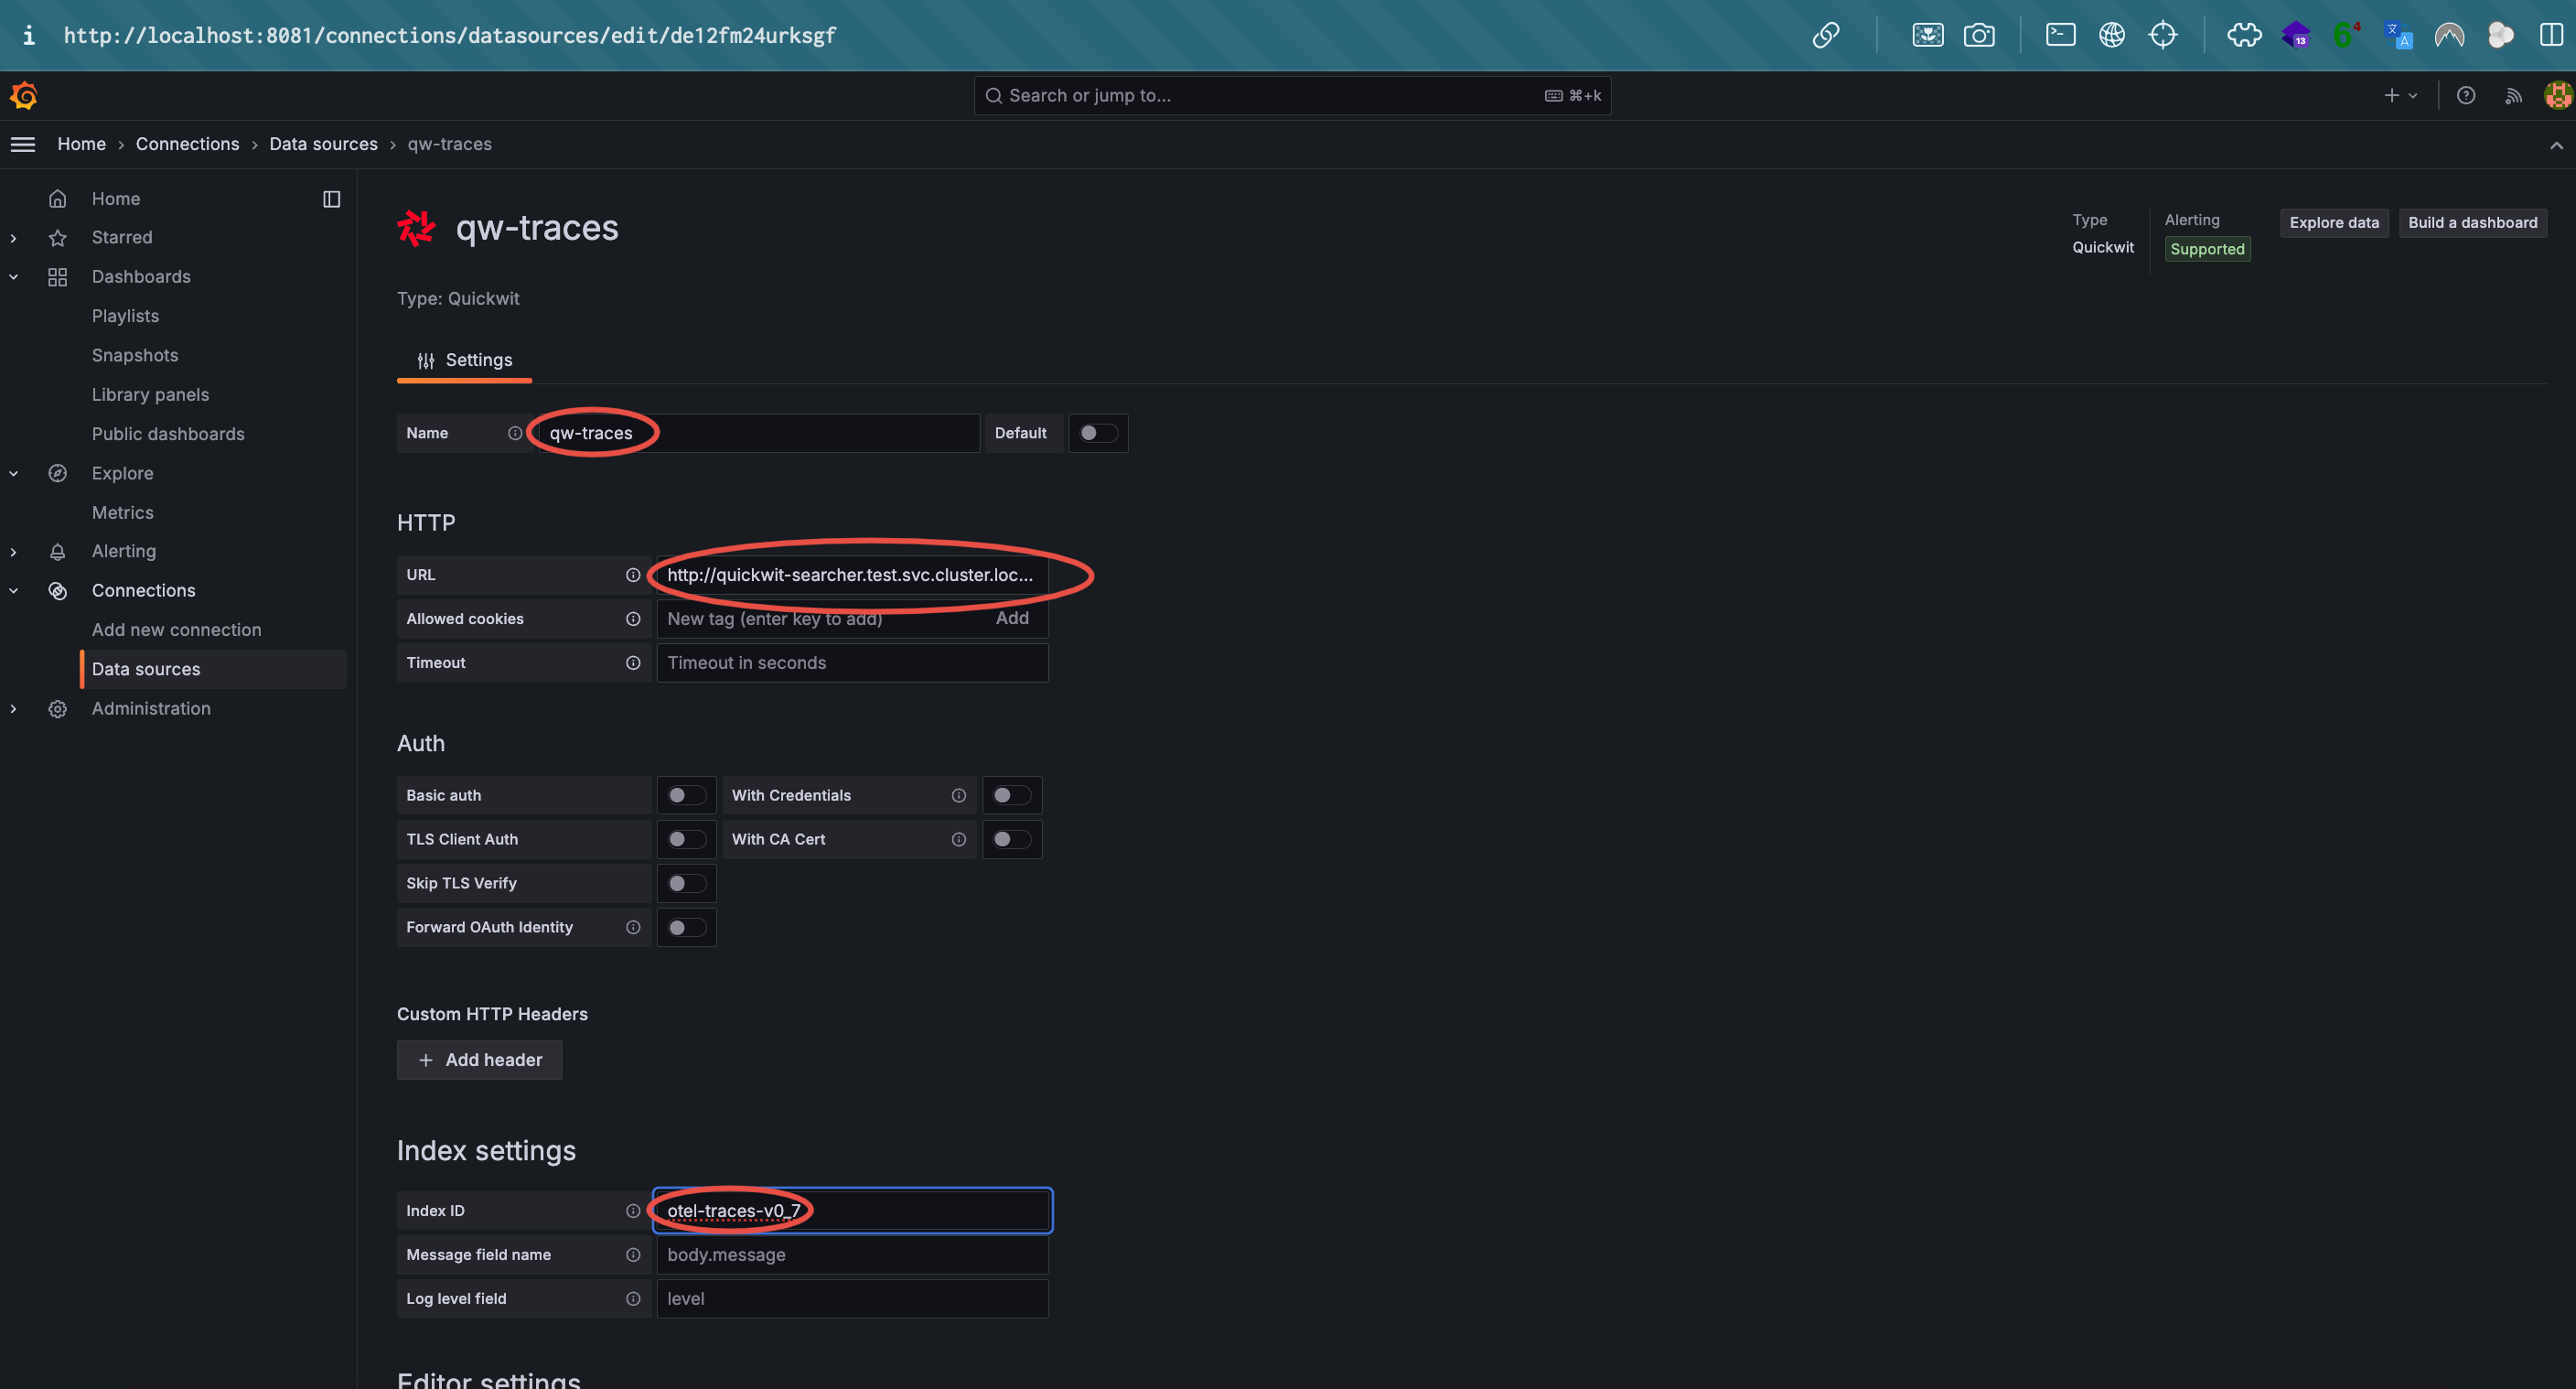 http://localhost:8081/connections/datasources/edit/de12fm24urksgf
13
6 4
Search or jump to... ⌘+k
Home › Connections › Data sources › qw-traces
Home
Starred
Dashboards
Playlists
Snapshots
Library panels
Public dashboards
Explore
Metrics
Alerting
Connections
Add new connection
Data sources
Administration
qw-traces
Type
Quickwit
Alerting
Supported
Explore data
Build a dashboard
Type: Quickwit
Settings
Name qw-traces Default
HTTP
URL http://quickwit-searcher.test.svc.cluster.loc...
Allowed cookies New tag (enter key to add) Add
Timeout Timeout in seconds
Auth
Basic auth With Credentials
TLS Client Auth With CA Cert
Skip TLS Verify
Forward OAuth Identity
Custom HTTP Headers
+ Add header
Index settings
Index ID otel-traces-v0_7
Message field name body.message
Log level field level
Editor settings